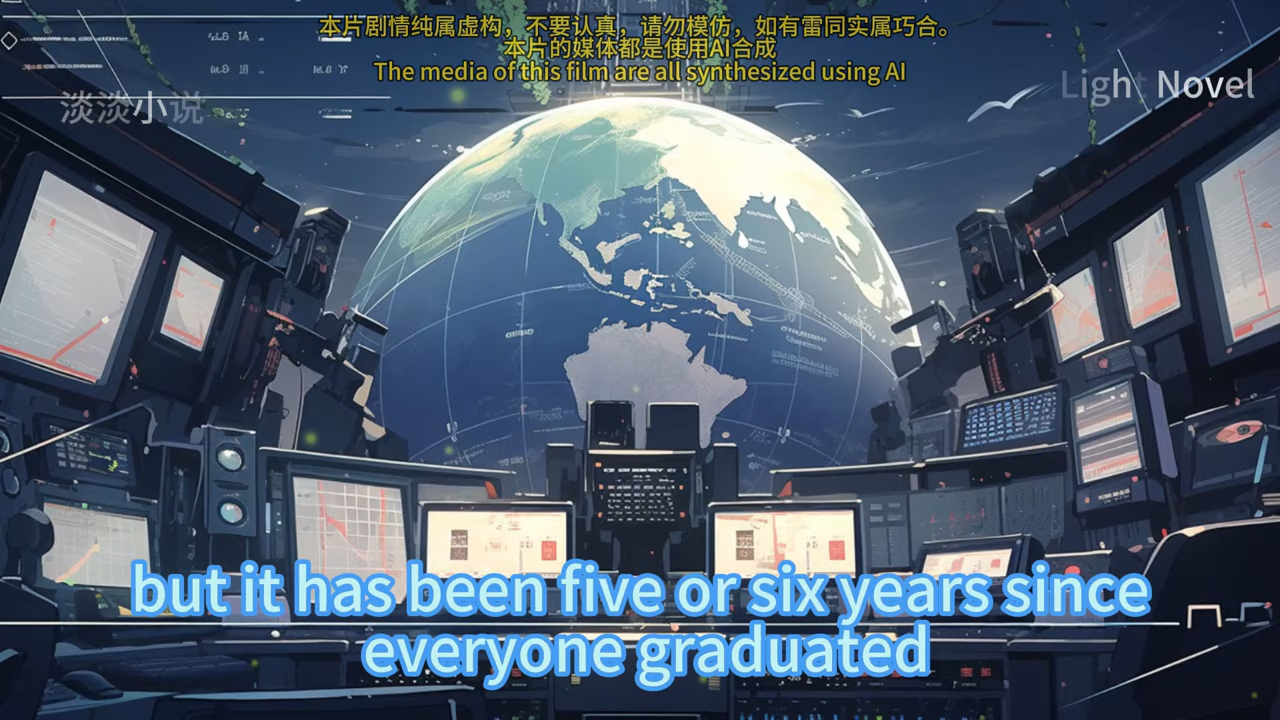 本片剧情纯属虚构，不要认真，请勿模仿，如有雷同实属巧合。
本片的媒体都是使用AI合成
The media of this film are all synthesized using AI
淡淡小说
Light Novel
but it has been five or six years since
everyone graduated